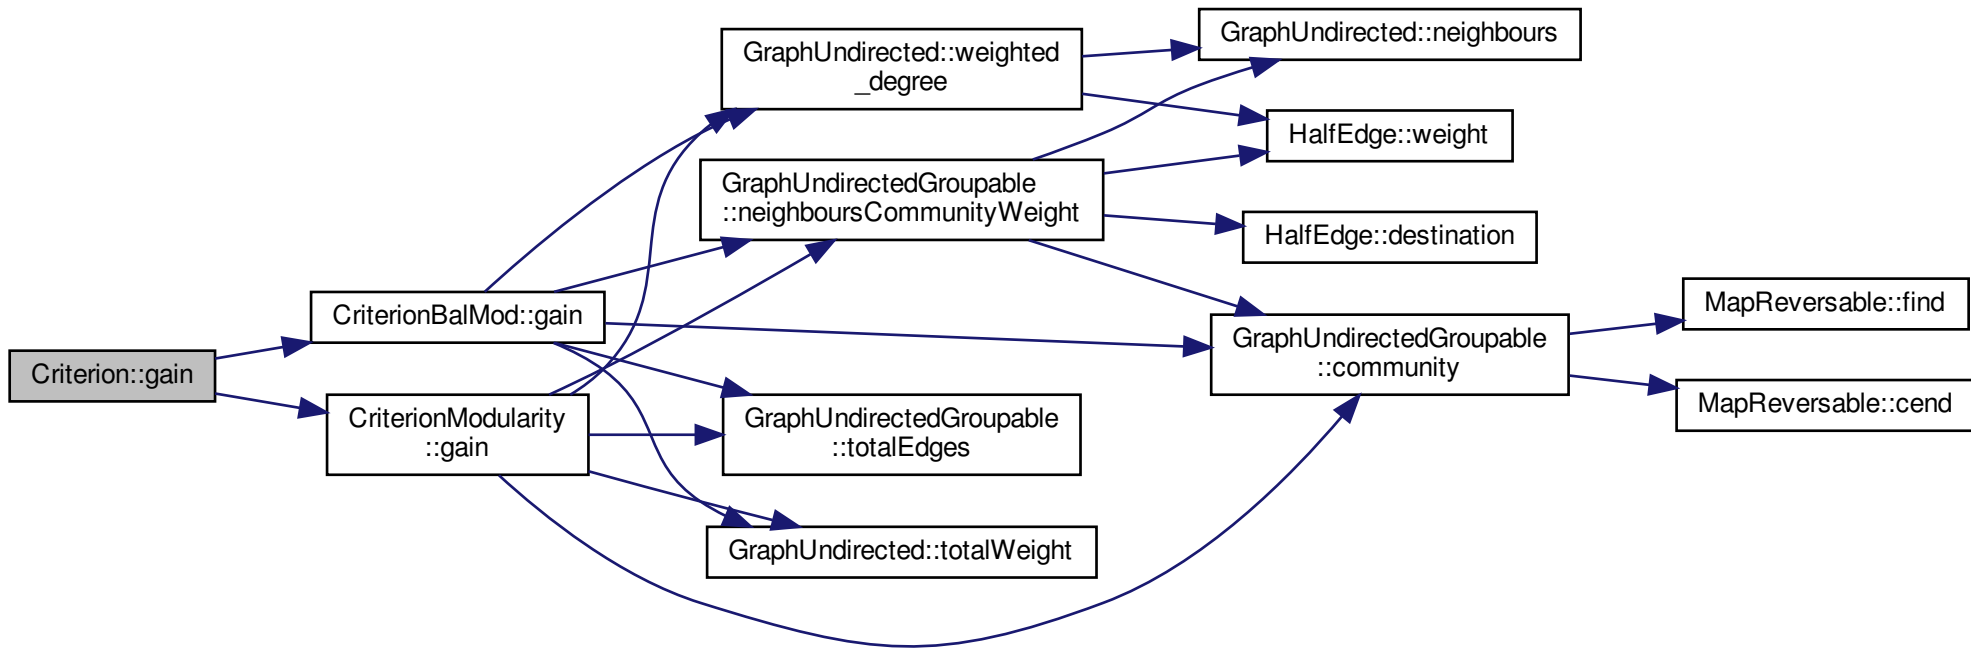 Criterion::gain
CriterionBalMod::gain
CriterionModularity
::gain
GraphUndirected::weighted
_degree
GraphUndirectedGroupable
::neighboursCommunityWeight
GraphUndirectedGroupable
::totalEdges
GraphUndirected::totalWeight
GraphUndirected::neighbours
HalfEdge::weight
HalfEdge::destination
GraphUndirectedGroupable
::community
MapReversable::find
MapReversable::cend